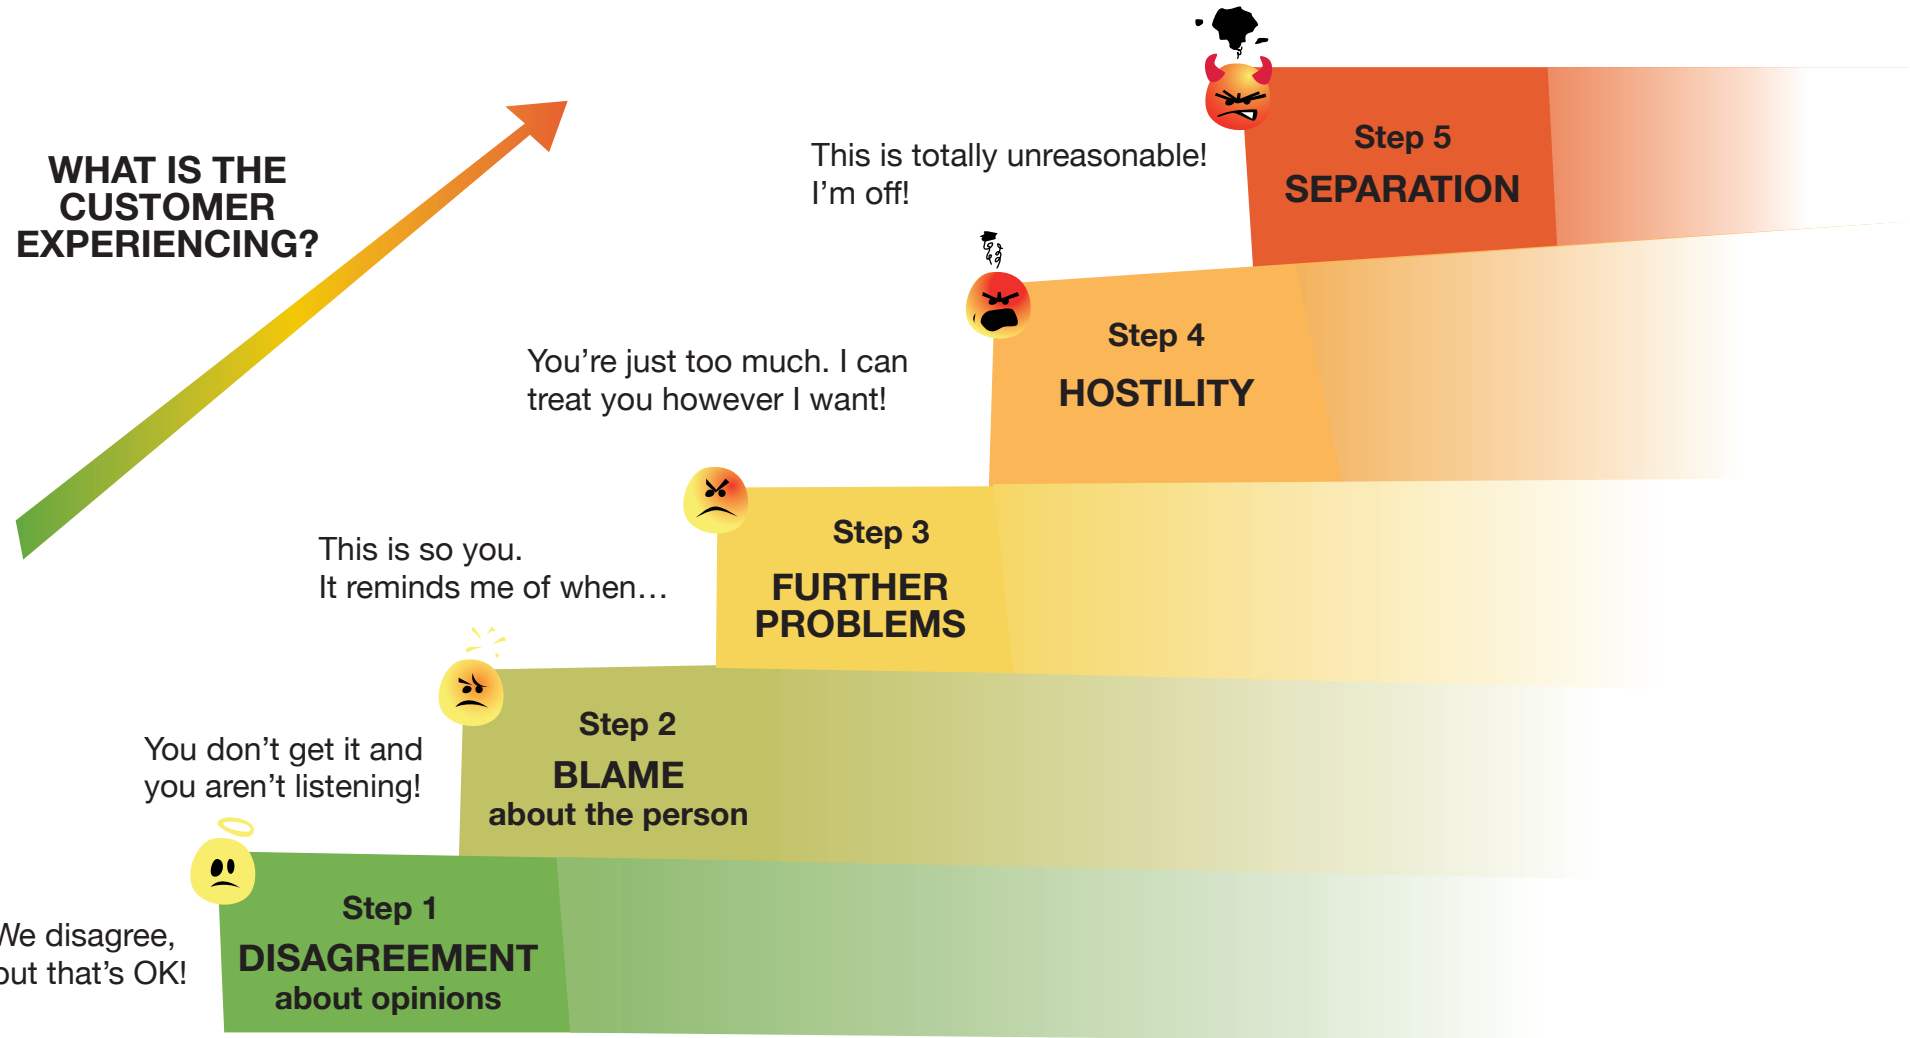 WHAT IS THE
CUSTOMER
EXPERIENCING?
This is totally unreasonable!
I'm off!
Step 5
SEPARATION
You're just too much. I can
treat you however I want!
Step 4
HOSTILITY
This is so you.
It reminds me of when…
Step 3
FURTHER
PROBLEMS
You don't get it and
you aren't listening!
Step 2
BLAME
about the person
We disagree,
but that's OK!
Step 1
DISAGREEMENT
about opinions